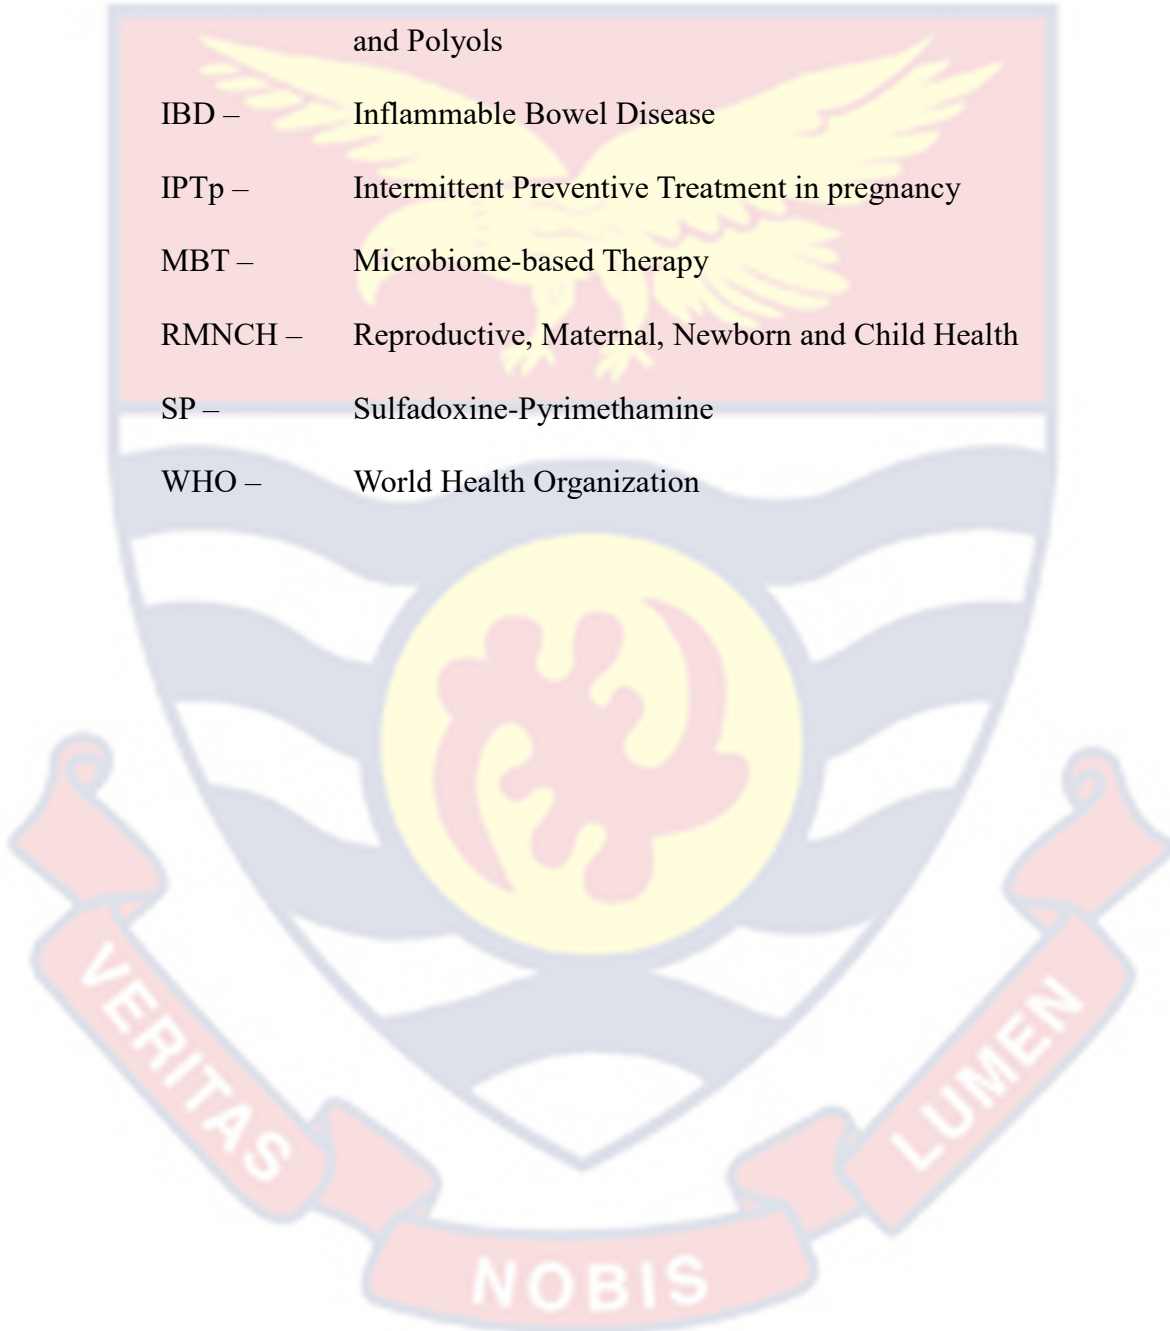 and Polyols
IBD – Inflammable Bowel Disease
IPTp – Intermittent Preventive Treatment in pregnancy
MBT – Microbiome-based Therapy
RMNCH – Reproductive, Maternal, Newborn and Child Health
SP – Sulfadoxine-Pyrimethamine
WHO – World Health Organization
VERITAS
NOBIS
LUMEN